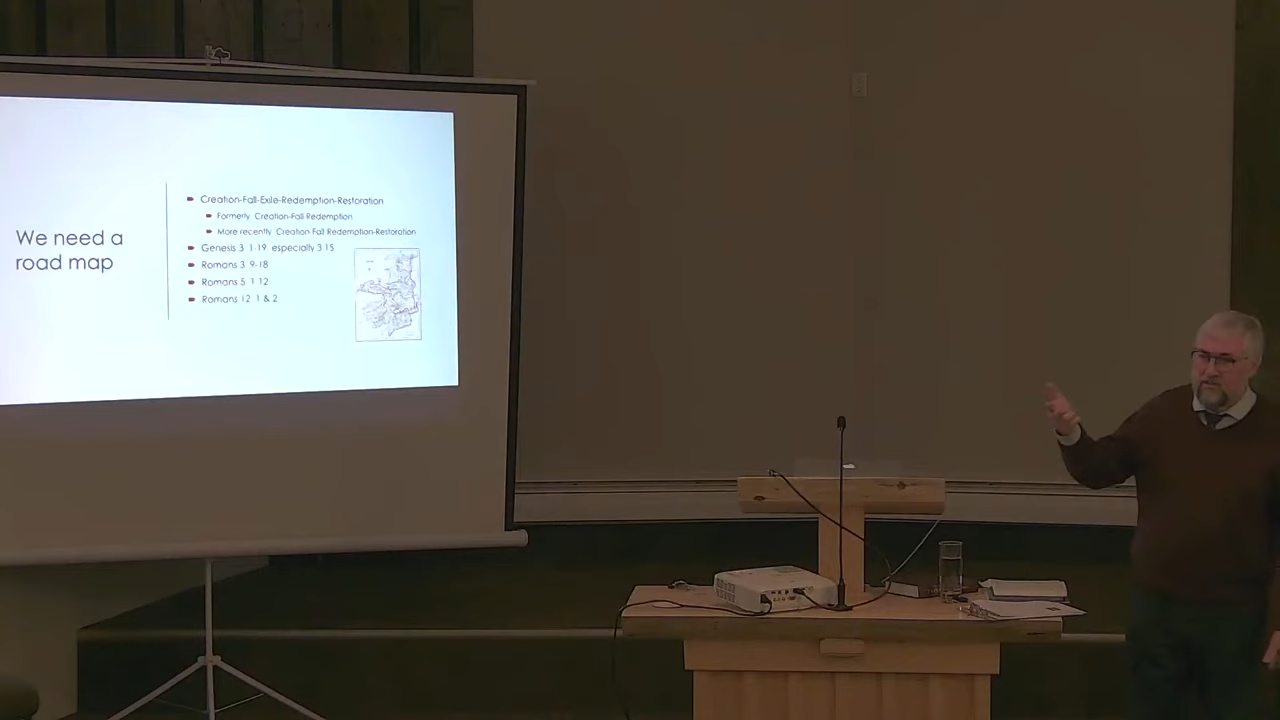 We need a
road map
Creation-Fall-Exile-Redemption-Restoration
Formerly Creation-Fall Redemption
More recently Creation Fall Redemption-Restoration
Genesis 3 1-19 especially 3 15
Romans 3 9-18
Romans 5 1 12
Romans 12 1 & 2